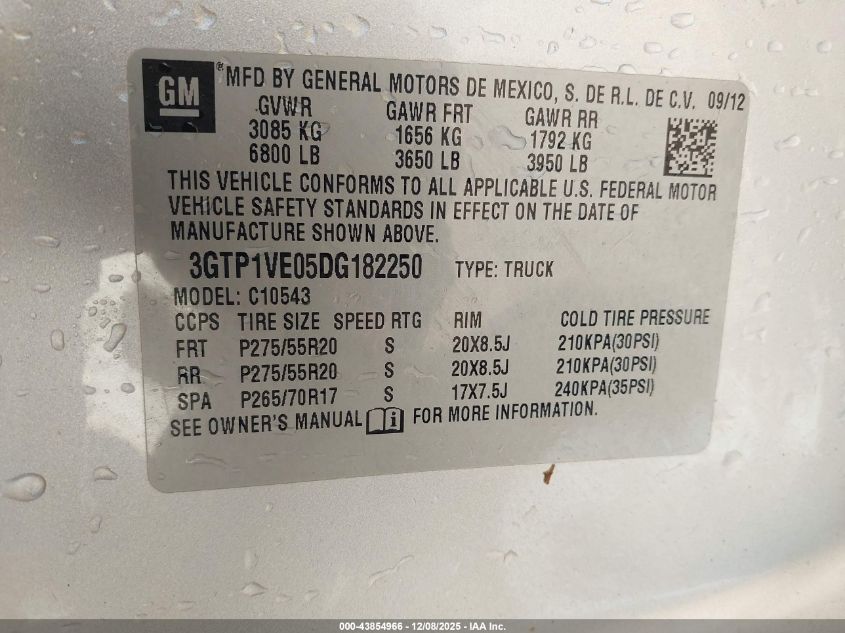 GM ® MFD BY GENERAL MOTORS DE MEXICO, S. DE R.L. DE C.V. 09/12
GVWR GAWR FRT GAWR RR
3085 KG 1656 KG 1792 KG
6800 LB 3650 LB 3950 LB
THIS VEHICLE CONFORMS TO ALL APPLICABLE U.S. FEDERAL MOTOR
VEHICLE SAFETY STANDARDS IN EFFECT ON THE DATE OF
MANUFACTURE SHOWN ABOVE.
3GTP1VE05DG182250 TYPE: TRUCK
MODEL: C10543
CCPS TIRE SIZE SPEED RTG RIM COLD TIRE PRESSURE
FRT P275/55R20 S 20X8.5J 210KPA(30PSI)
RR P275/55R20 S 20X8.5J 210KPA(30PSI)
SPA P265/70R17 S 17X7.5J 240KPA(35PSI)
SEE OWNER'S MANUAL i FOR MORE INFORMATION.
000-43854966 - 12/08/2025 - IAA Inc.